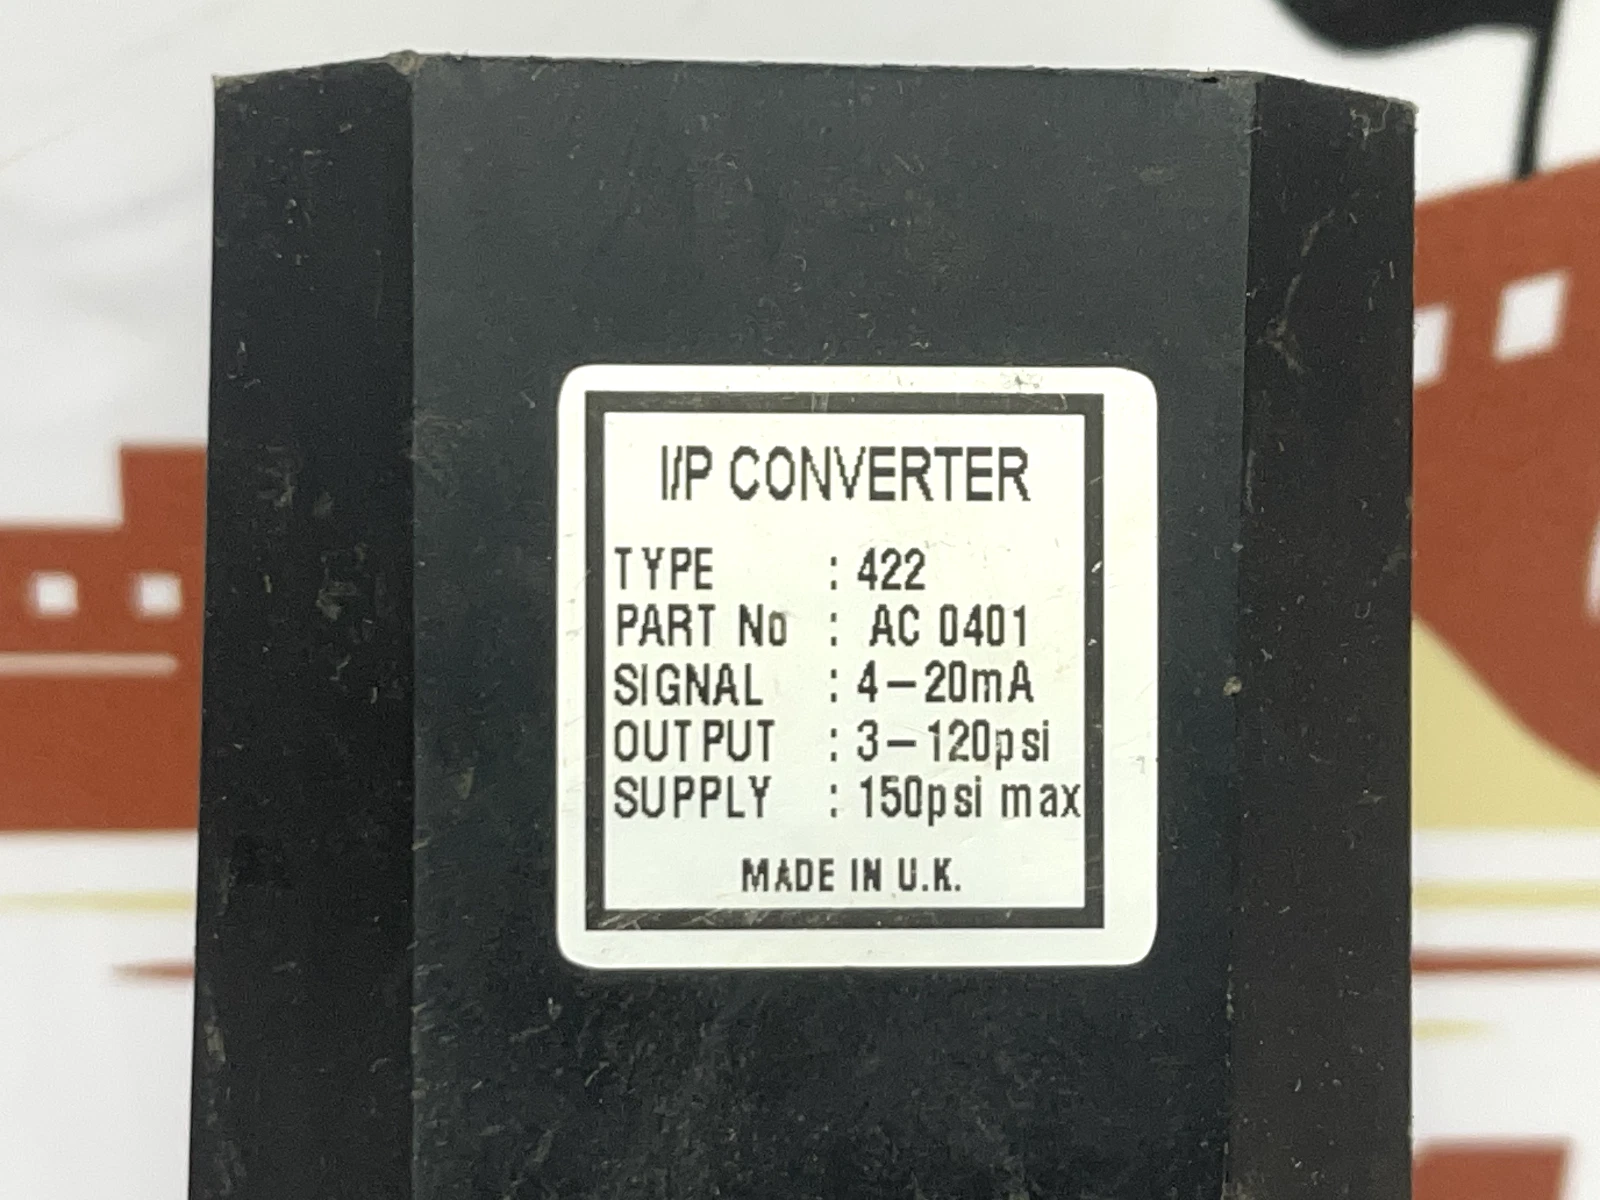 I/P CONVERTER
TYPE : 422
PART No : AC 0401
SIGNAL : 4-20mA
OUTPUT : 3-120psi
SUPPLY : 150psi max
MADE IN U.K.